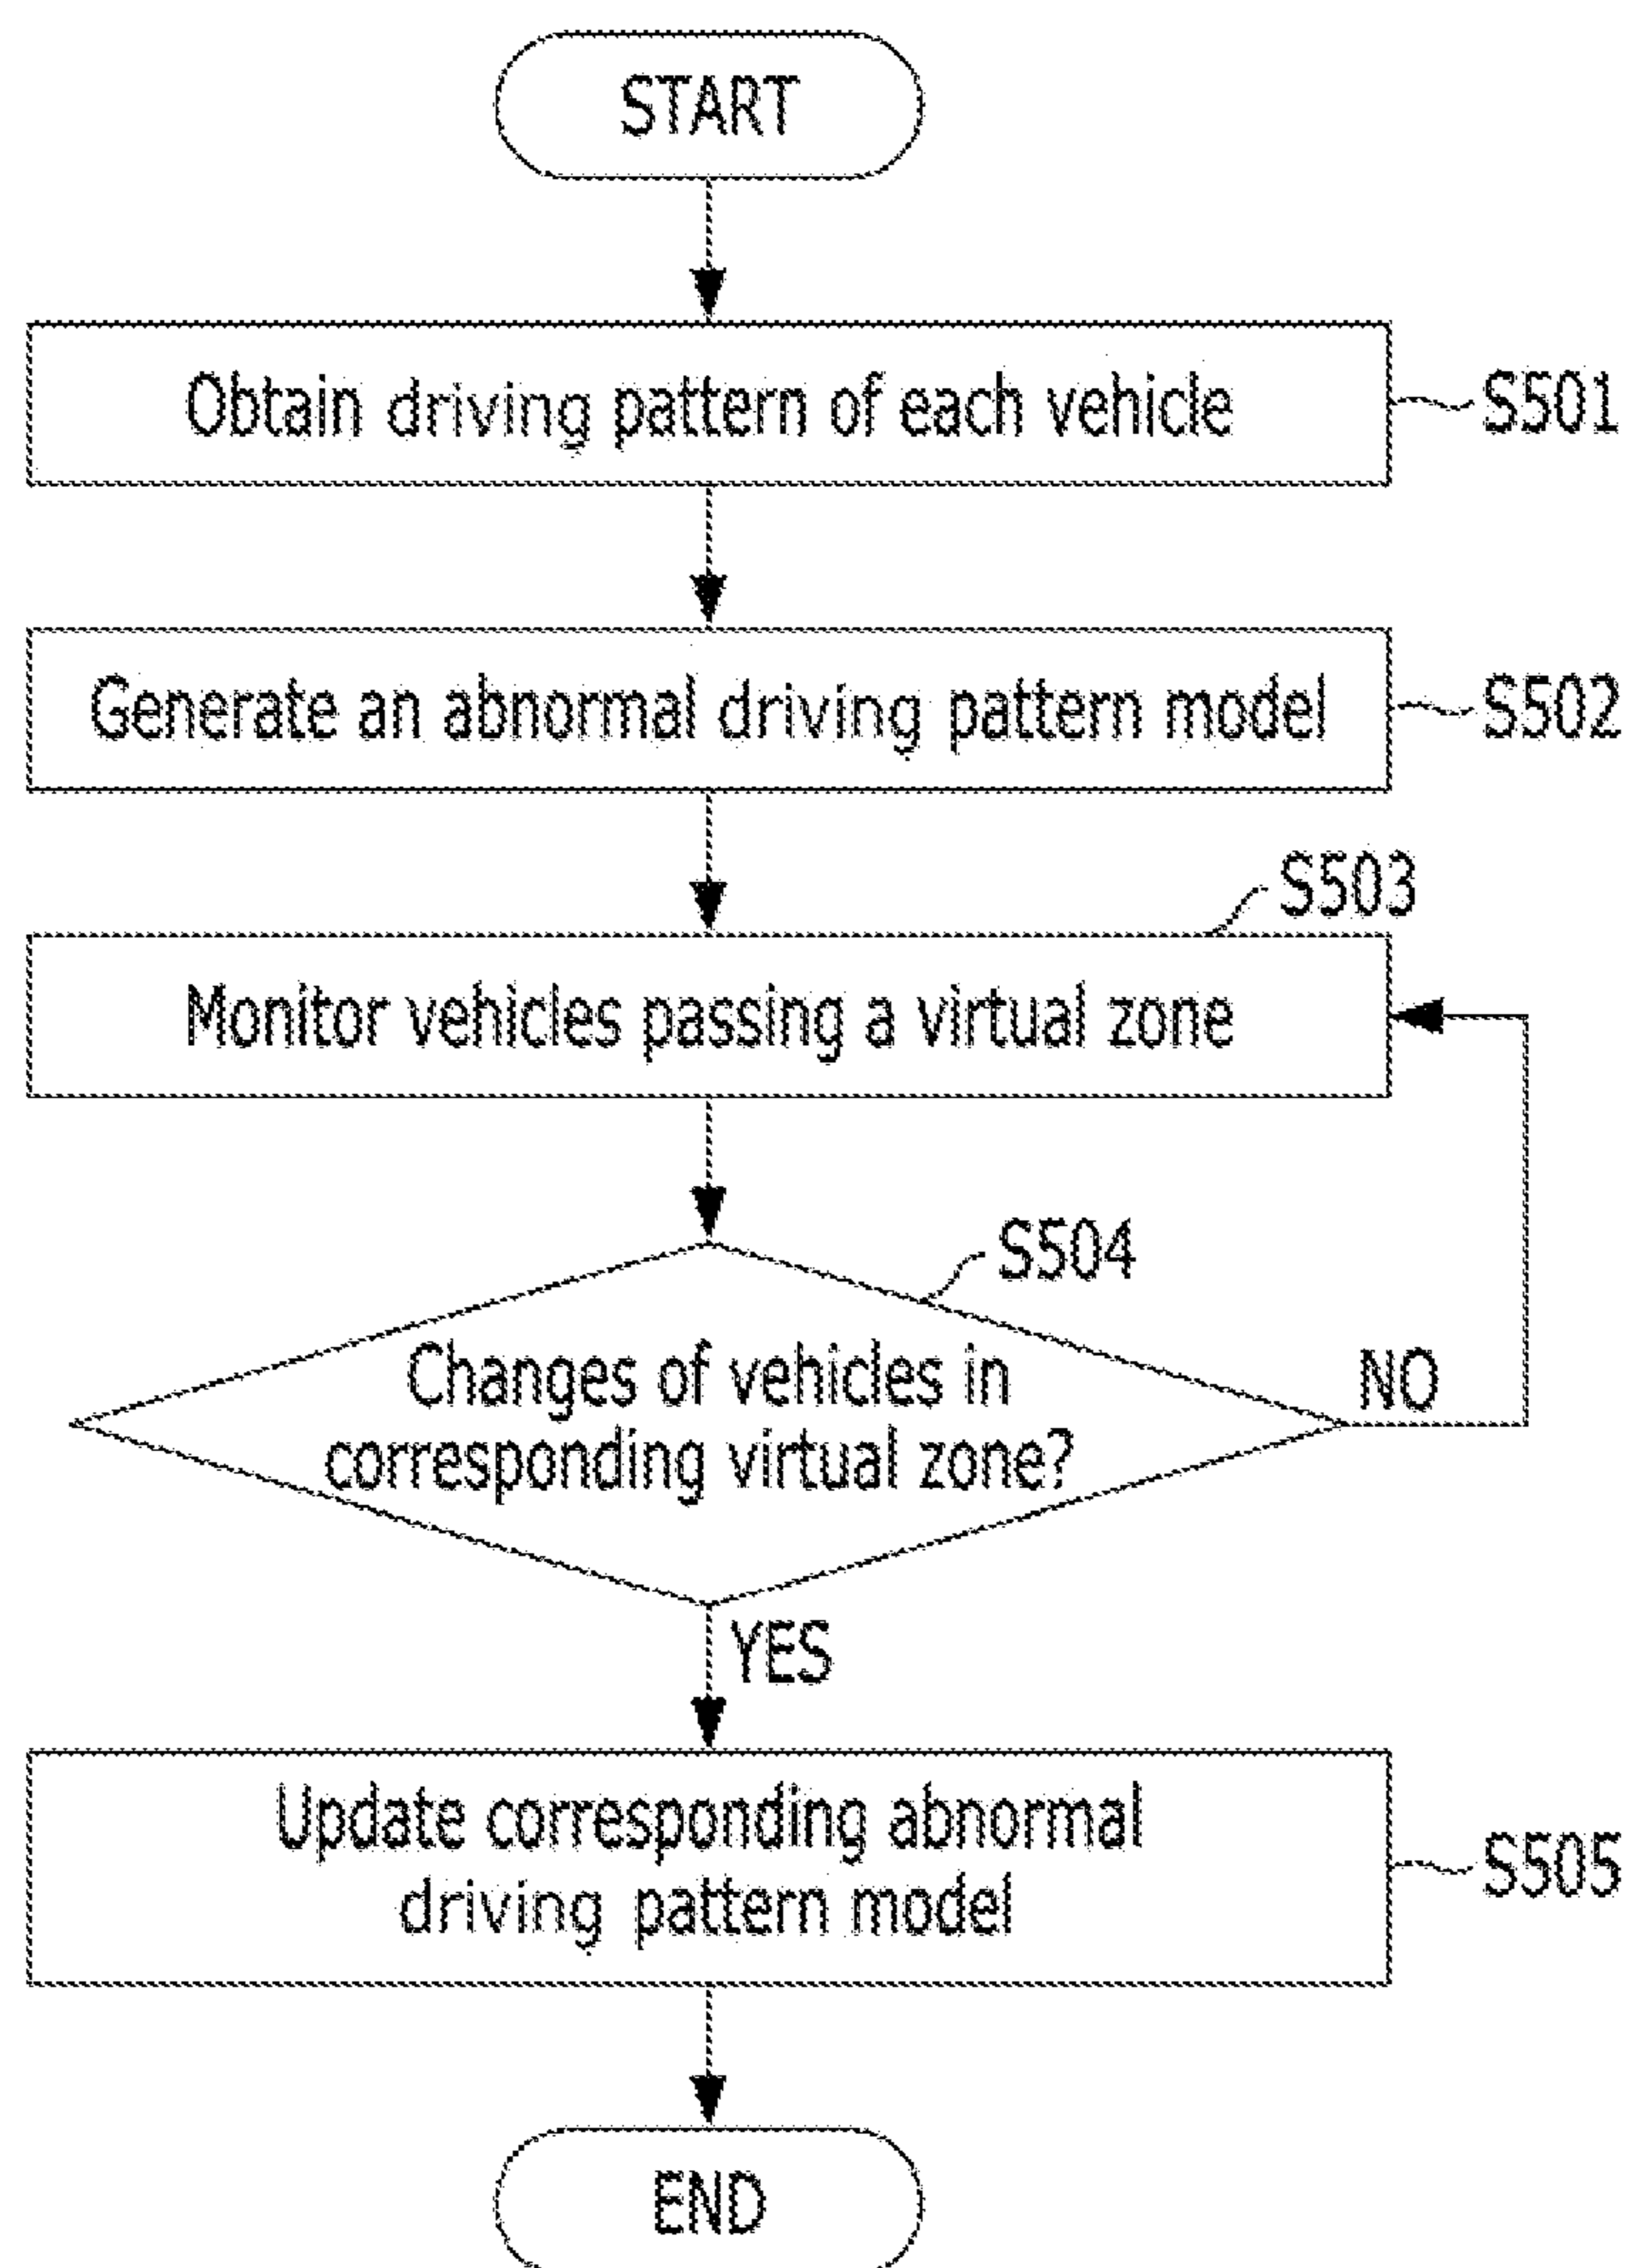 START
Obtain driving pattern of each vehicle
S501
Generate an abnormal driving pattern model
S502
S503
Monitor vehicles passing a virtual zone
S504
Changes of vehicles in
corresponding virtual zone?
NO
YES
Update corresponding abnormal
driving pattern model
S505
END